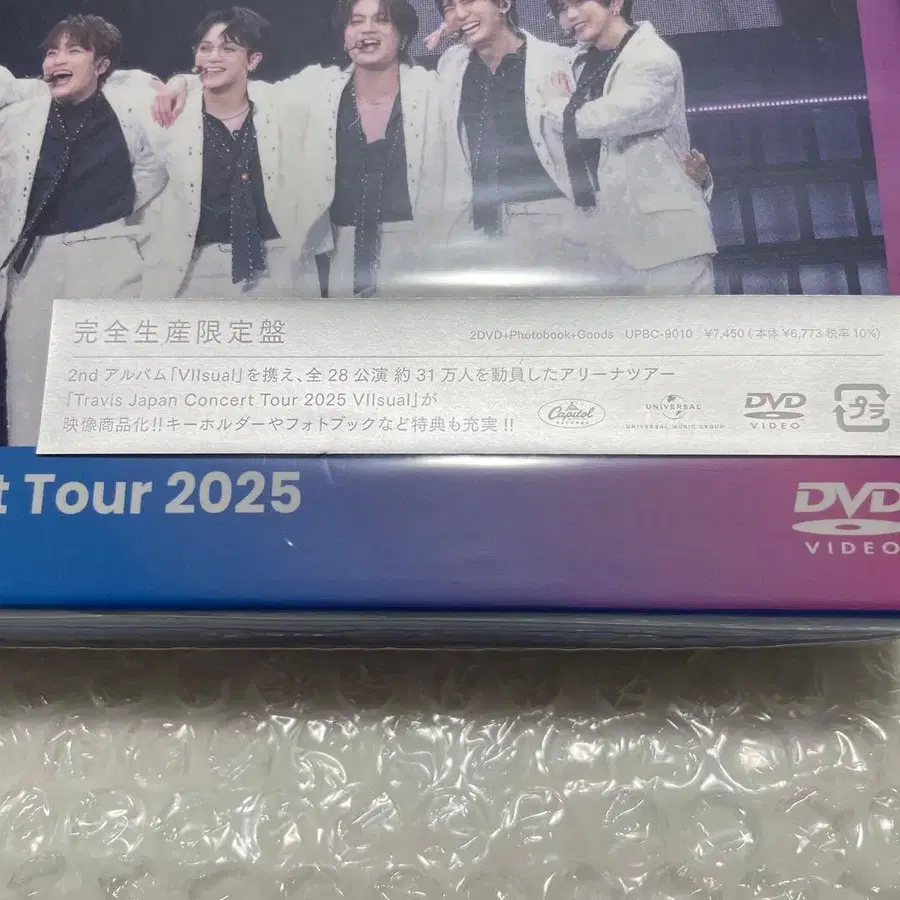 完全生産限定盤
2DVD+Photobook+Goods UPBC-9010 ¥7,450 (本体 ¥6,773 税率 10%)
2nd アルバム「VIIsual」を携え、全 28 公演 約 31 万人を動員したアリーナツアー
「Travis Japan Concert Tour 2025 VIIsual」が
映像商品化!! キーホルダーやフォトブックなど特典も充実 !!
Capitol
RECORDS
UNIVERSAL
UNIVERSAL MUSIC GROUP
DVD
VIDEO
プラ
t Tour 2025
DVD
VIDEO